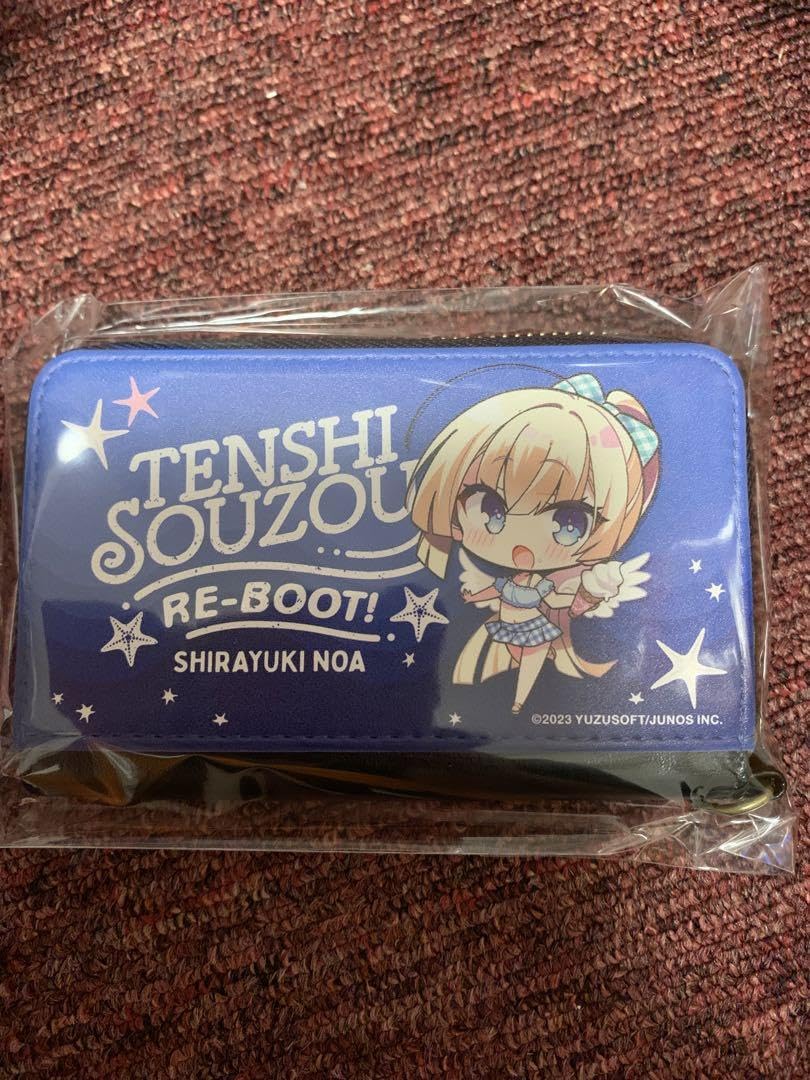 TENSHI
SOUZOU
RE-BOOT!
SHIRAYUKI NOA
©2023 YUZUSOFT/JUNOS INC.